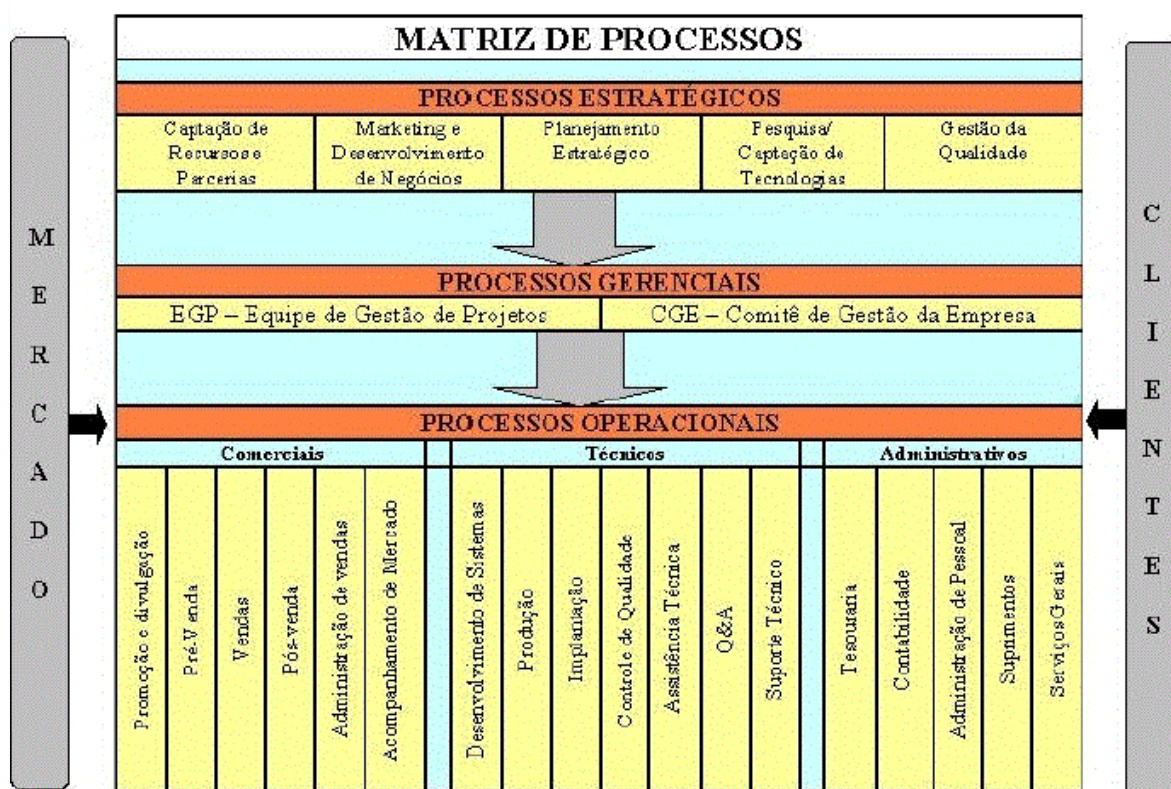 MATRIZ DE PROCESSOS
PROCESSOS ESTRATÉGICOS
Captação de
Recursos e
Parcerias
Marketing e
Desenvolvimento
de Negócios
Planejamento
Estratégico
Pesquisa/
Captação de
Tecnologias
Gestão da
Qualidade
PROCESSOS GERENCIAIS
EGP – Equipe de Gestão de Projetos
CGE – Comitê de Gestão da Empresa
PROCESSOS OPERACIONAIS
Comerciais
Técnicos
Administrativos
Promoção e divulgação
Pré-Venda
Vendas
Pós-venda
Administração de vendas
Acompanhamento de Mercado
Desenvolvimento de Sistemas
Produção
Implantação
Controle de Qualidade
Assistência Técnica
Q&A
Suporte Técnico
Tesouraria
Contabilidade
Administração de Pessoal
Suprimentos
Serviços Gerais
MERCADO
CLIENTES